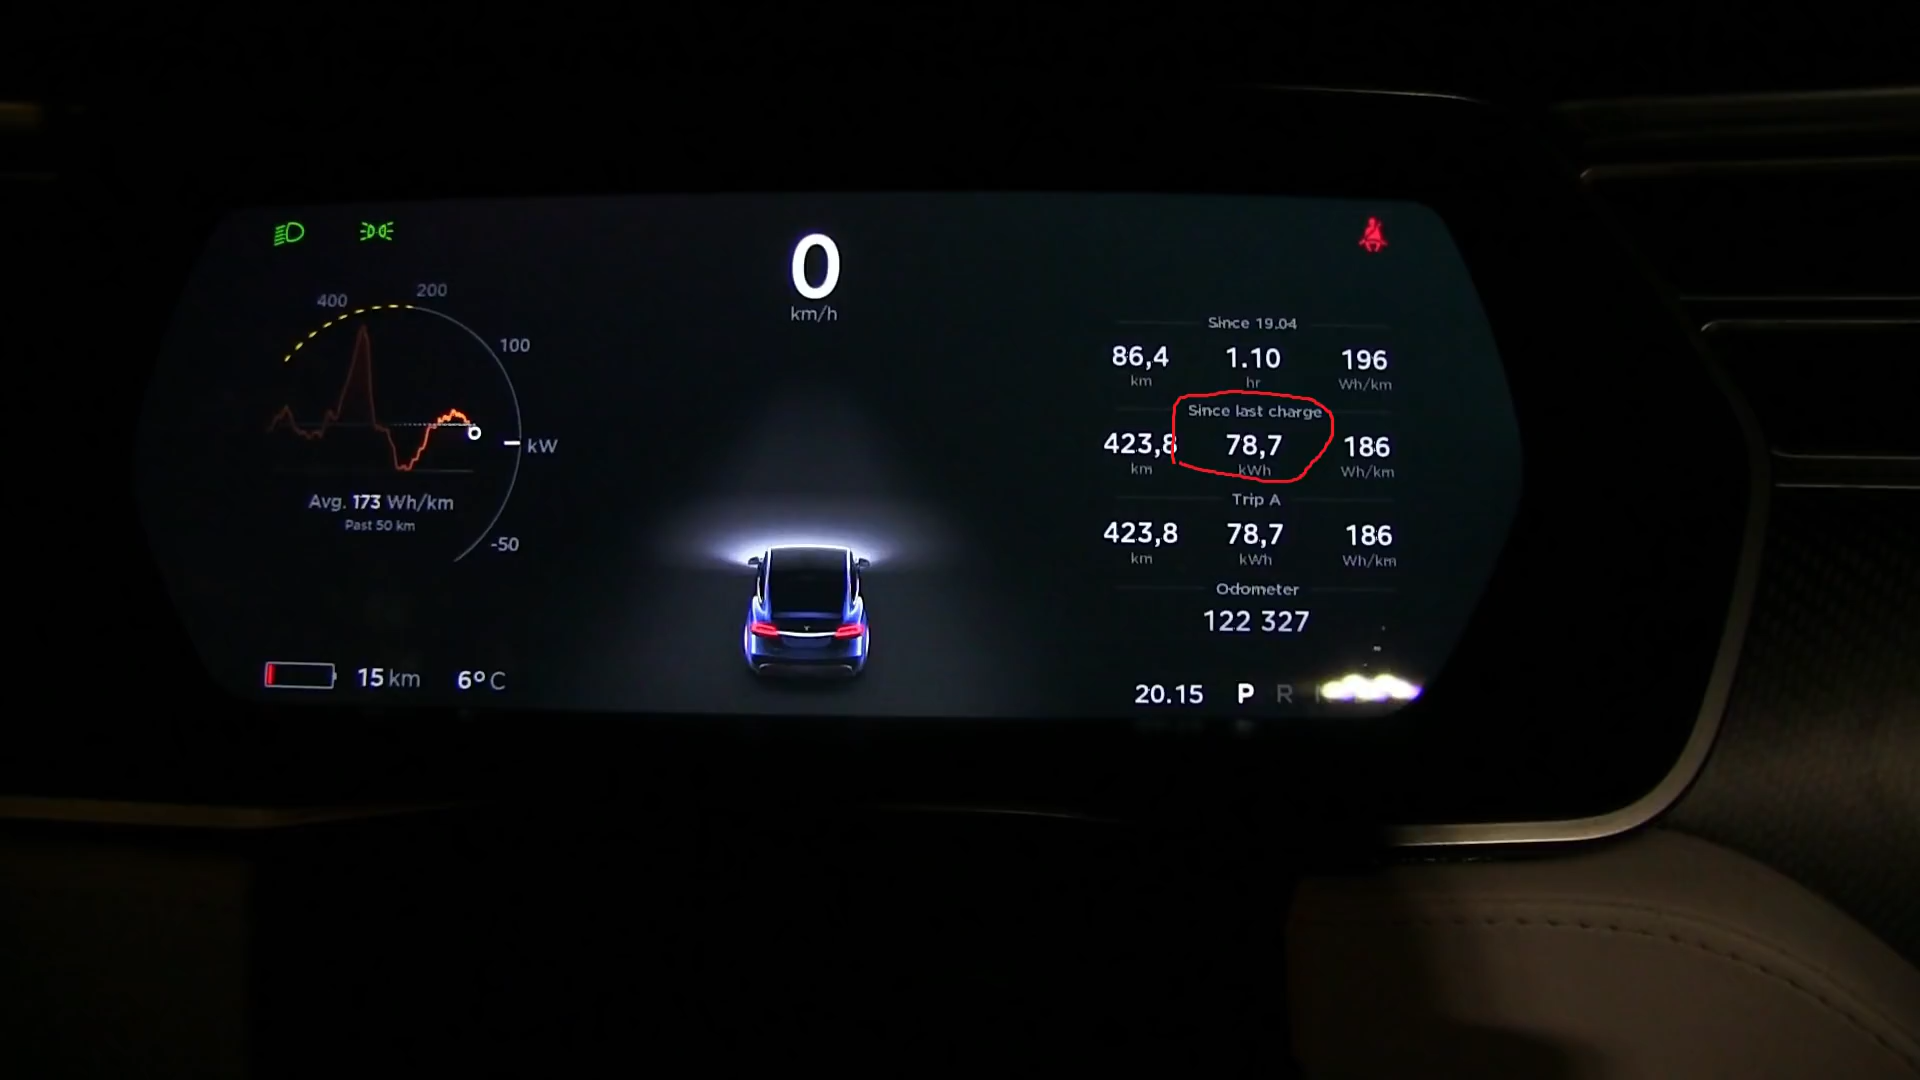 0
km/h
400
200
100
kW
-50
Avg. 173 Wh/km
Past 50 km
15 km
6°C
Since 19.04
86,4 1.10 196
km hr Wh/km
Since last charge
423,8 78,7 186
km kWh Wh/km
Trip A
423,8 78,7 186
km kWh Wh/km
Odometer
122 327
20.15 P R